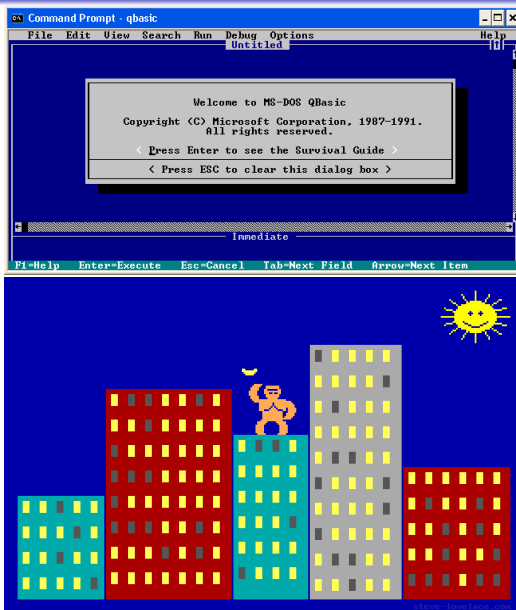 Command Prompt - qbasic
File Edit View Search Run Debug Options Help
Untitled
Welcome to MS-DOS QBasic
Copyright (C) Microsoft Corporation, 1987-1991.
All rights reserved.
< Press Enter to see the Survival Guide >
< Press ESC to clear this dialog box >
Immediate
F1=Help Enter=Execute Esc=Cancel Tab=Next Field Arrow=Next Item
steve-lovelace.com